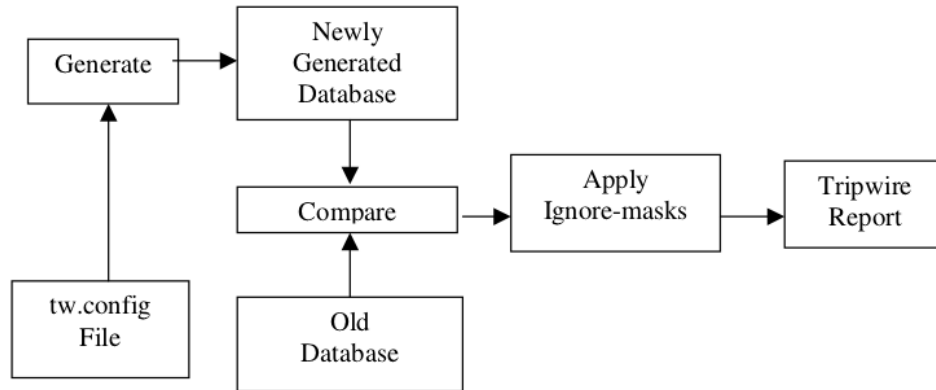 Generate
Newly
Generated
Database
Compare
Apply
Ignore-masks
Tripwire
Report
tw.config
File
Old
Database